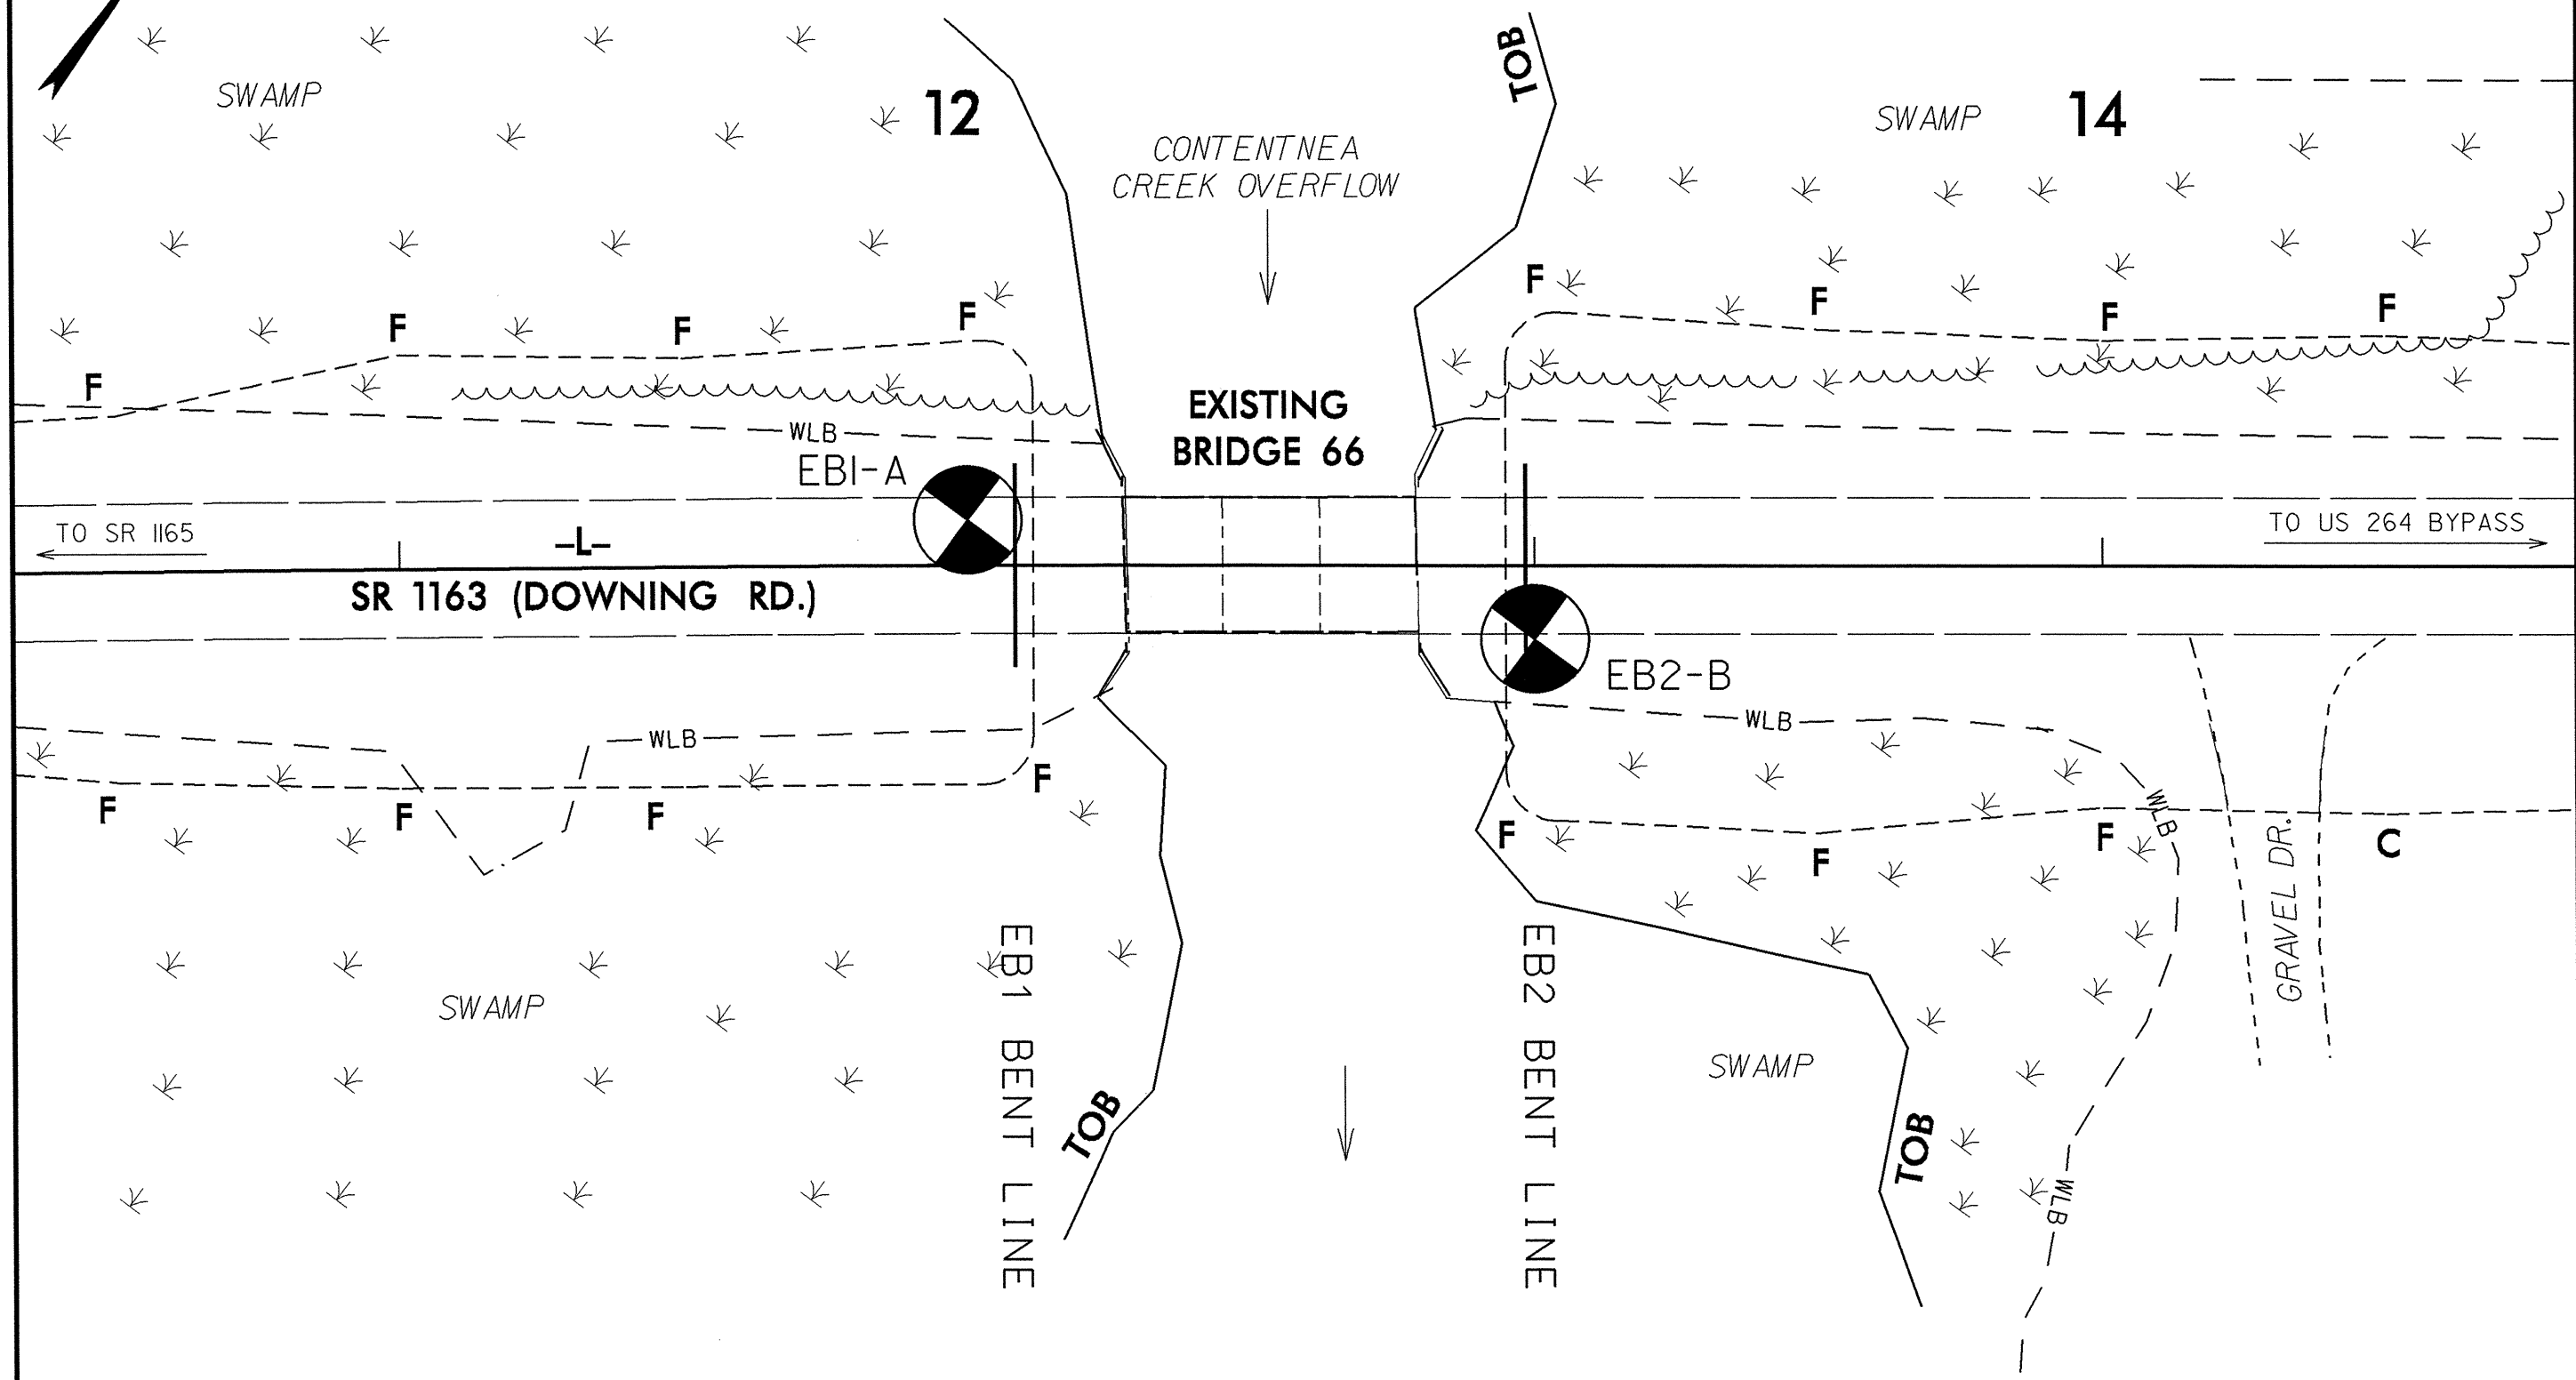 SWAMP
12
CONTENTNEA
CREEK OVERFLOW
TOB
SWAMP
14
F
F
F
F
F
F
F
F
EXISTING
BRIDGE 66
WLB
EB1-A
TO SR 1165
-L-
SR 1163 (DOWNING RD.)
TO US 264 BYPASS
EB2-B
WLB
WLB
F
F
F
F
F
F
F
WLB
C
GRAVEL DR.
EB1 BENT LINE
EB2 BENT LINE
SWAMP
SWAMP
TOB
TOB
WLB